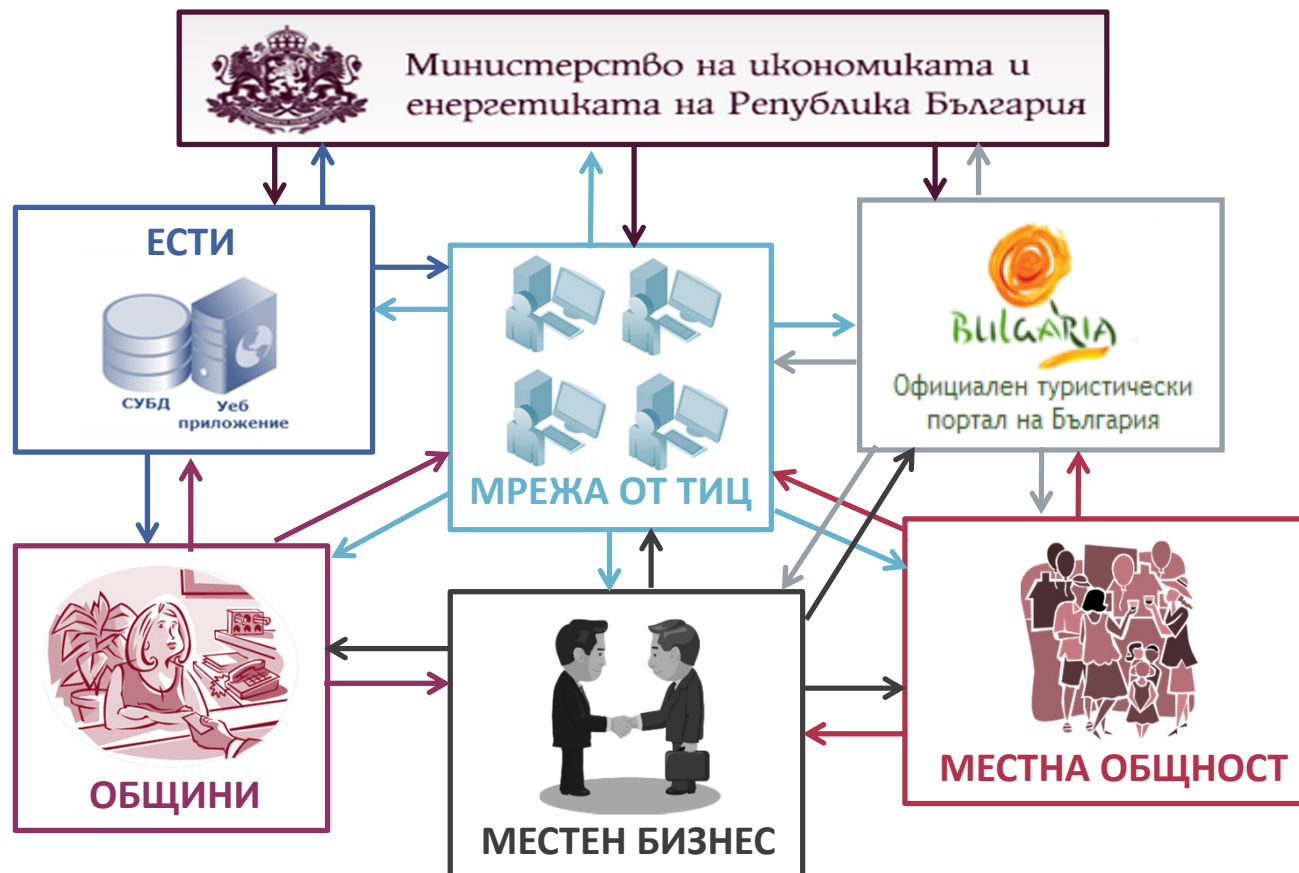 Министерство на икономиката и
енергетиката на Република България
ЕСТИ
СУБД
Уеб
приложение
МРЕЖА ОТ ТИЦ
BULGARIA
Официален туристически
портал на България
ОБЩИНИ
МЕСТЕН БИЗНЕС
МЕСТНА ОБЩНОСТ